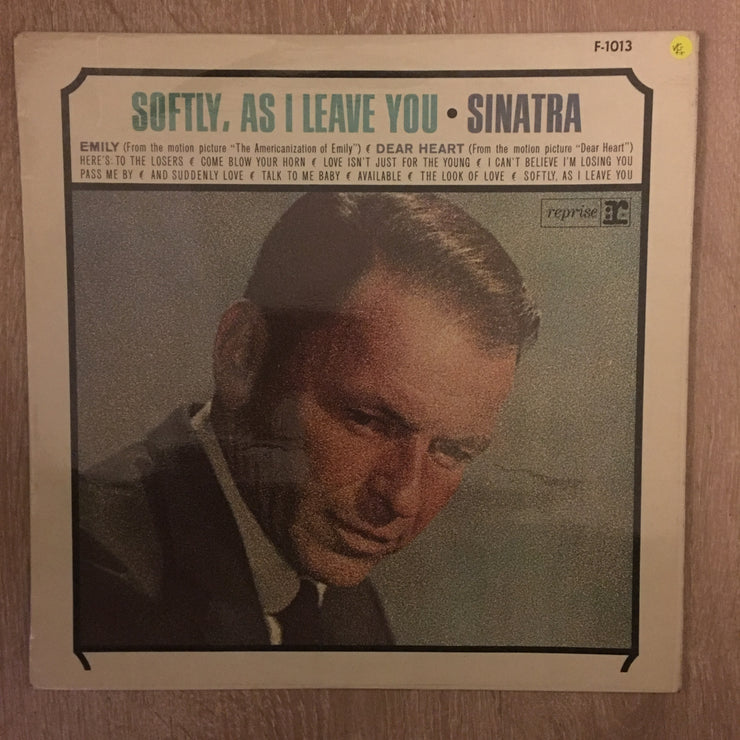 F-1013
SOFTLY, AS I LEAVE YOU • SINATRA
EMILY (From the motion picture "The Americanization of Emily") € DEAR HEART (From the motion picture "Dear Heart")
HERE'S TO THE LOSERS € COME BLOW YOUR HORN € LOVE ISN'T JUST FOR THE YOUNG € I CAN'T BELIEVE I'M LOSING YOU
PASS ME BY € AND SUDDENLY LOVE € TALK TO ME BABY € AVAILABLE € THE LOOK OF LOVE € SOFTLY, AS I LEAVE YOU
reprise r: